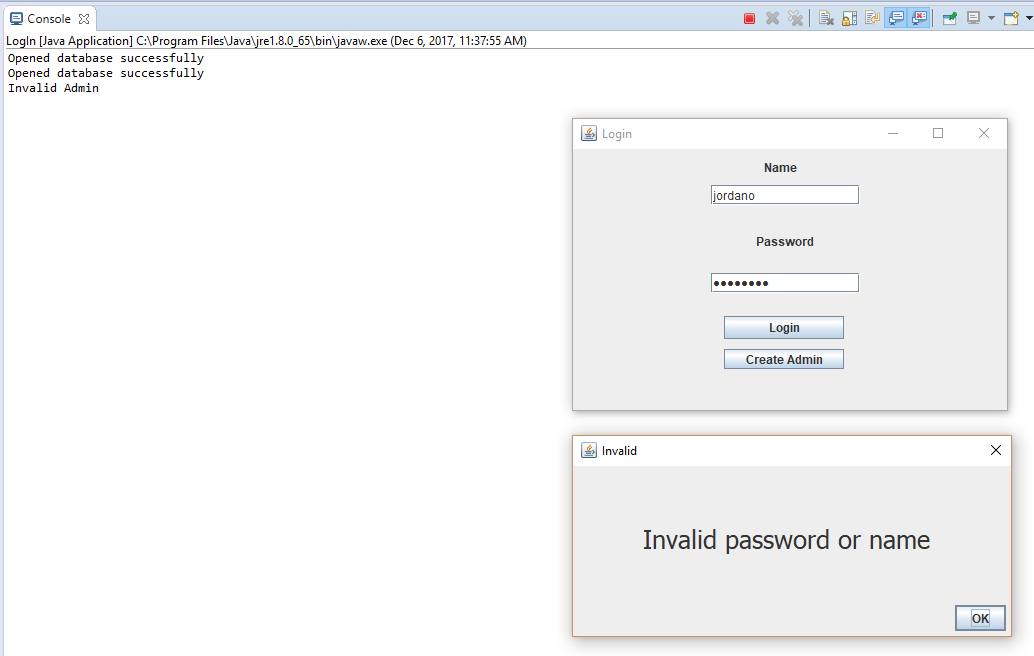 Console
LogIn [Java Application] C:\Program Files\Java\jre1.8.0_65\bin\javaw.exe (Dec 6, 2017, 11:37:55 AM)
Opened database successfully
Opened database successfully
Invalid Admin
Login
Name
jordano
Password
••••••••
Login
Create Admin
Invalid
Invalid password or name
OK